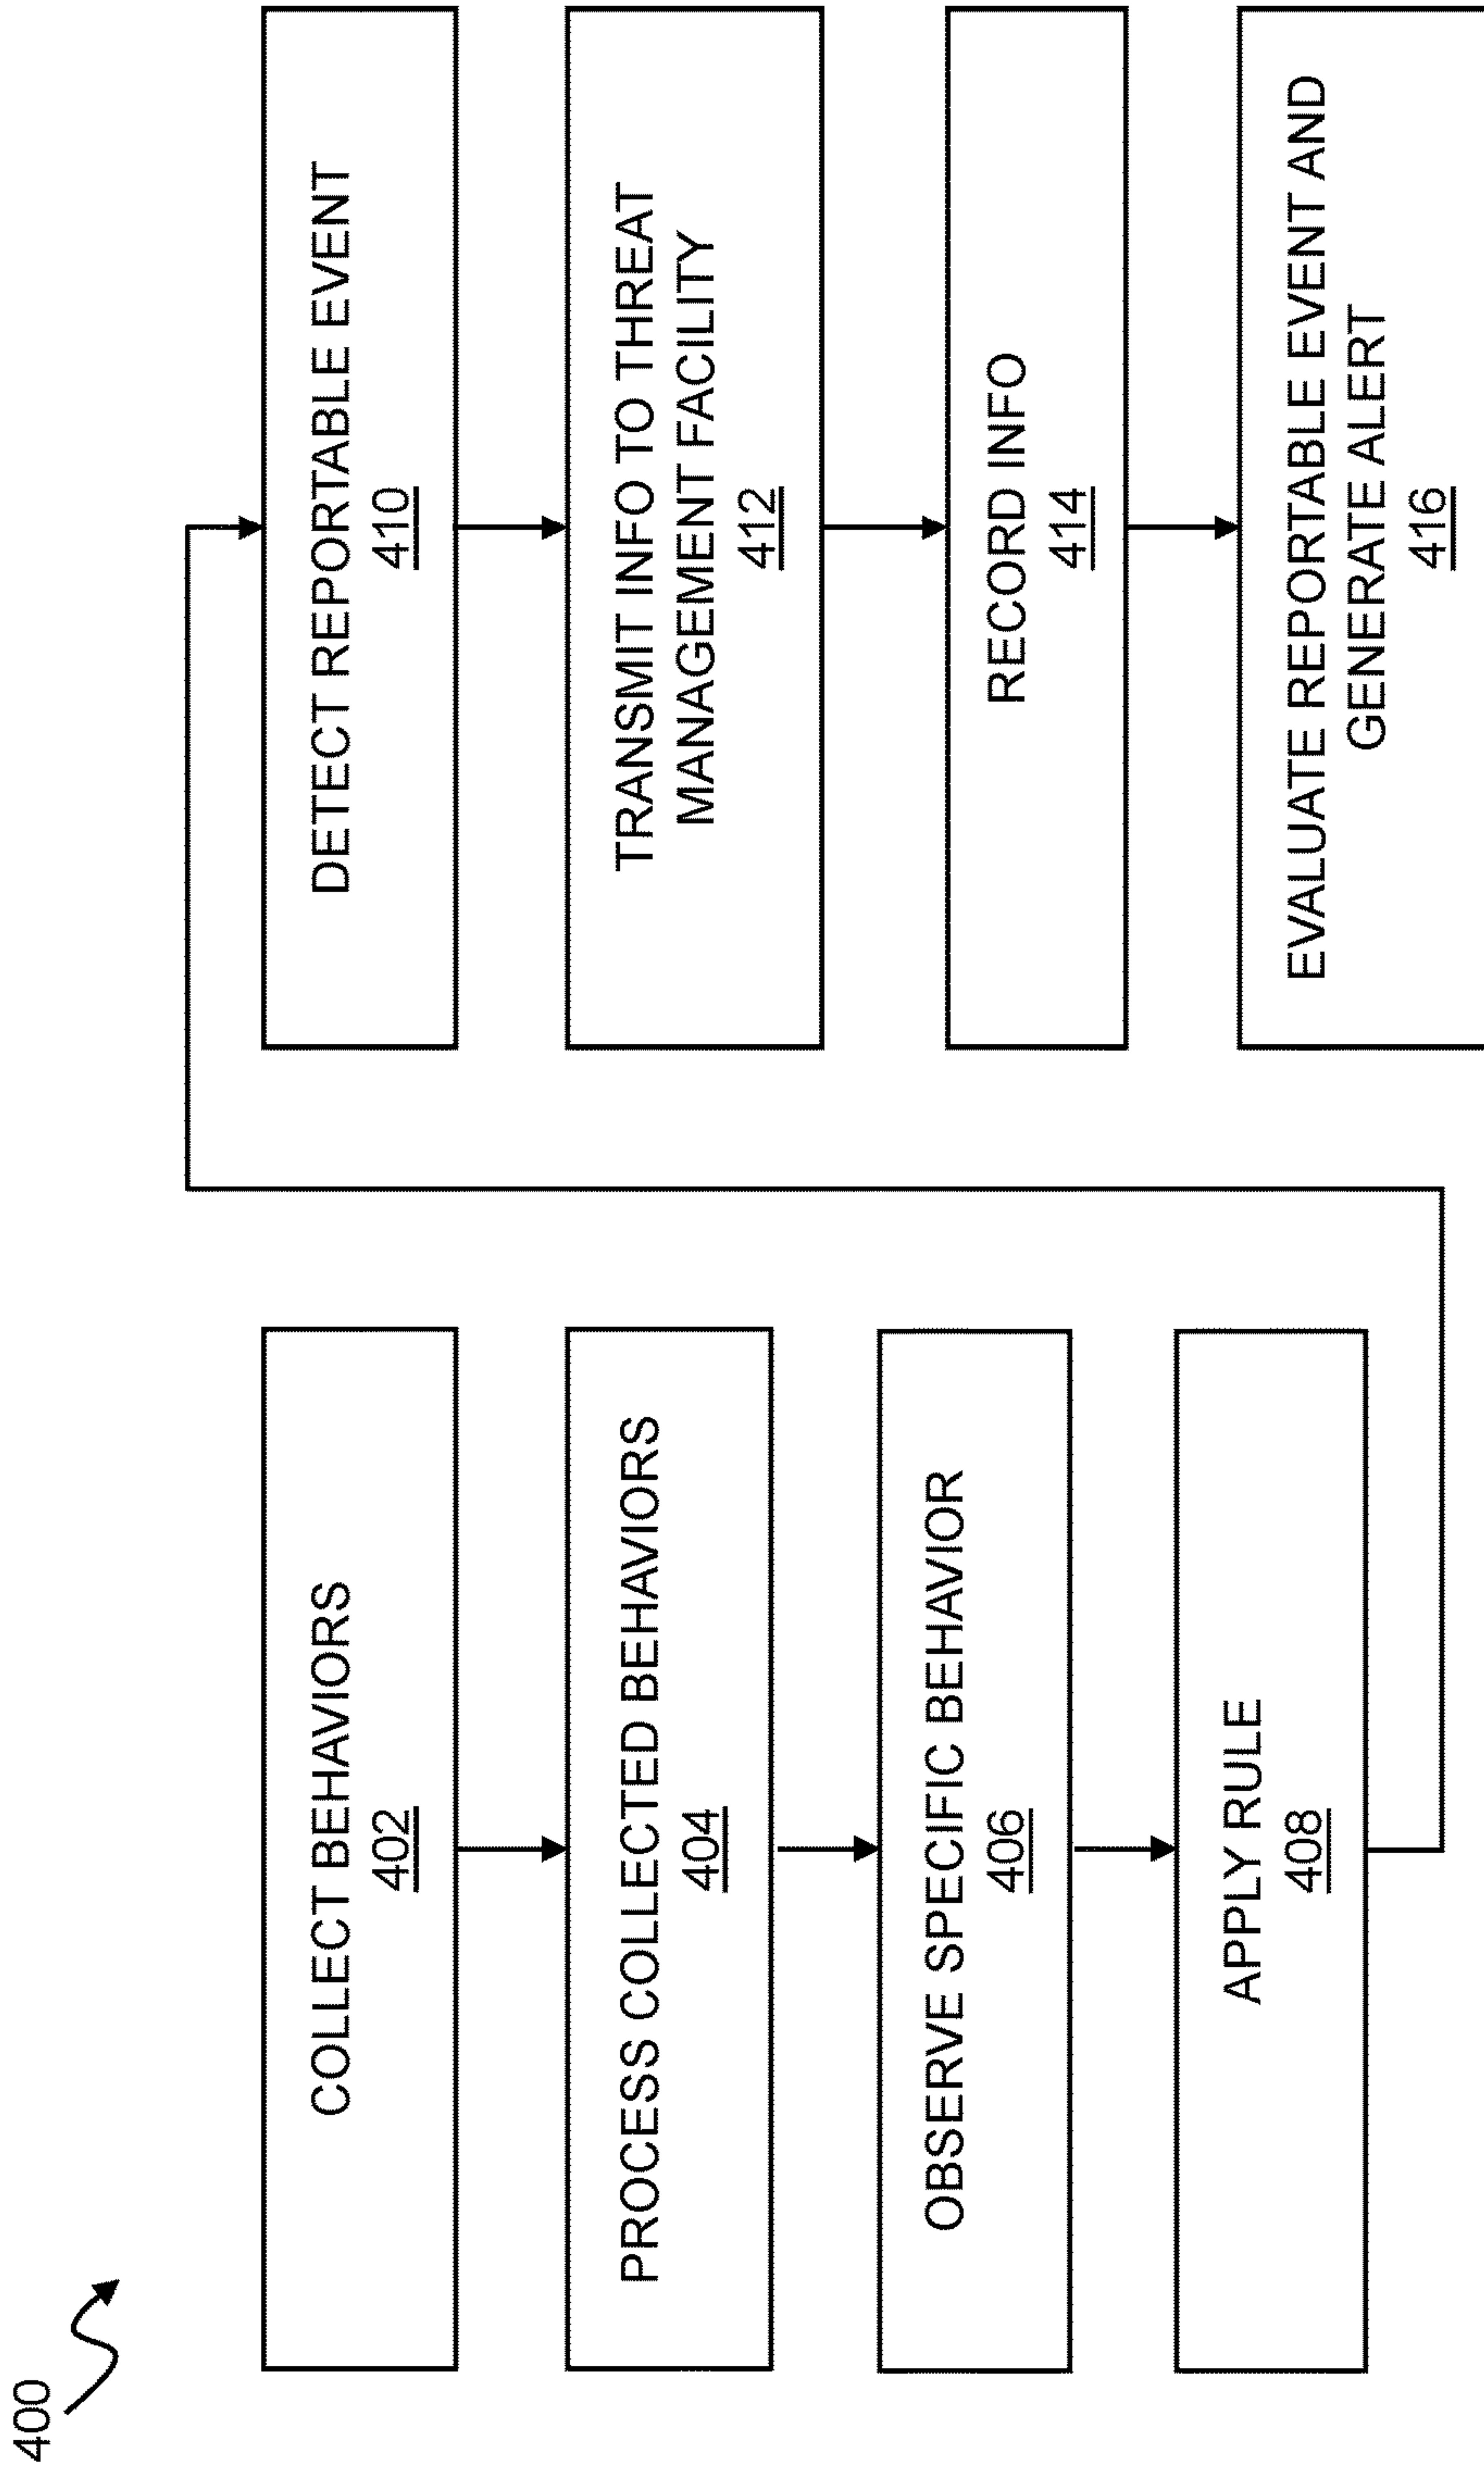 400
COLLECT BEHAVIORS
402
PROCESS COLLECTED BEHAVIORS
404
OBSERVE SPECIFIC BEHAVIOR
406
APPLY RULE
408
DETECT REPORTABLE EVENT
410
TRANSMIT INFO TO THREAT
MANAGEMENT FACILITY
412
RECORD INFO
414
EVALUATE REPORTABLE EVENT AND
GENERATE ALERT
416